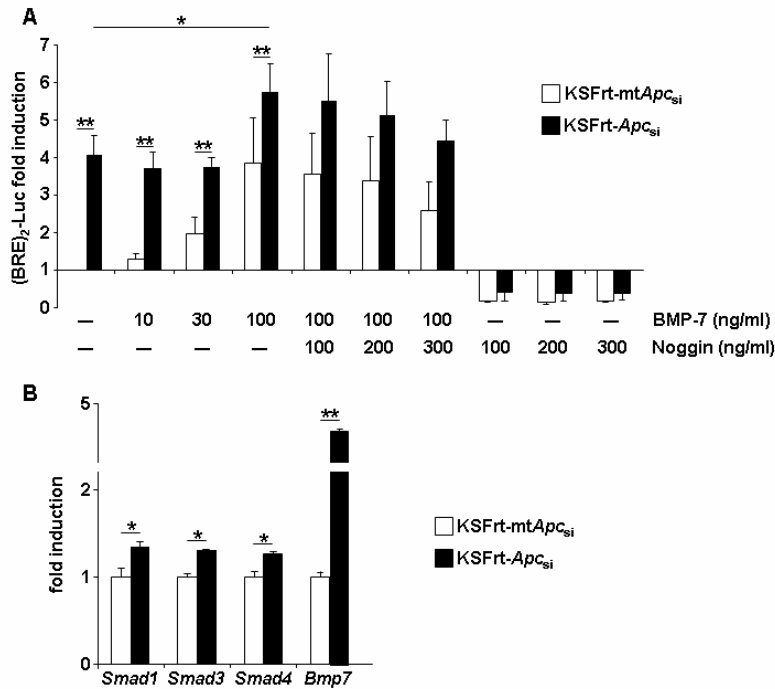 A
*
7
6
5
4
3
2
1
0
(BRE)2-Luc fold induction
** ** ** **
KSFrt-mtApcsi
KSFrt-Apcsi
— 10 30 100 100 100 100 — — — BMP-7 (ng/ml)
— — — — 100 200 300 100 200 300 Noggin (ng/ml)
B
5
2
1
0
fold induction
* * * **
KSFrt-mtApcsi
KSFrt-Apcsi
Smad1 Smad3 Smad4 Bmp7